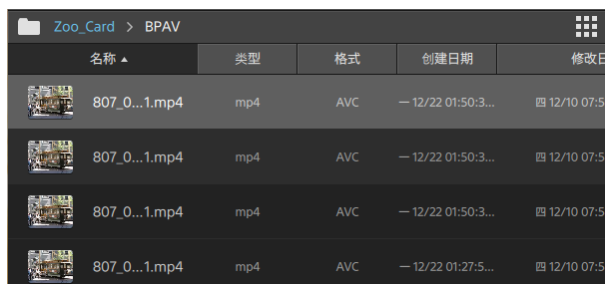 Zoo_Card > BPAV
名称 类型 格式 创建日期 修改日
807_0...1.mp4 mp4 AVC 一 12/22 01:50:3... 四 12/10 07:5
807_0...1.mp4 mp4 AVC 一 12/22 01:50:3... 四 12/10 07:5
807_0...1.mp4 mp4 AVC 一 12/22 01:50:3... 四 12/10 07:5
807_0...1.mp4 mp4 AVC 一 12/22 01:27:5... 四 12/10 07:5